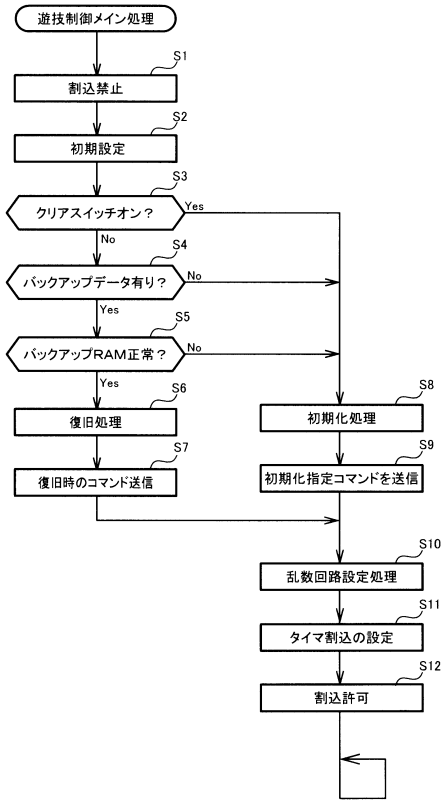 遊技制御メイン処理
S1
割込禁止
S2
初期設定
S3
クリアスイッチオン？
Yes
No
S4
バックアップデータ有り？
No
Yes
S5
バックアップRAM正常？
No
Yes
S6
復旧処理
S7
復旧時のコマンド送信
S8
初期化処理
S9
初期化指定コマンドを送信
S10
乱数回路設定処理
S11
タイマ割込の設定
S12
割込許可